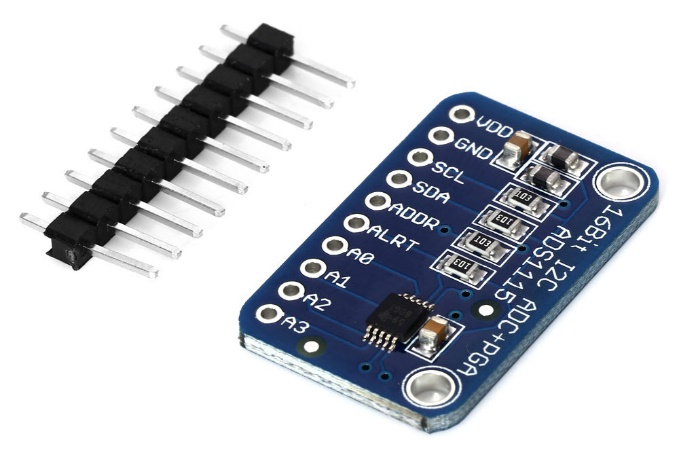 VDD
GND
SCL
SDA
ADDR
ALRT
A0
A1
A2
A3
16Bit I2C ADC+PGA
ADS1115
103
103
103
103